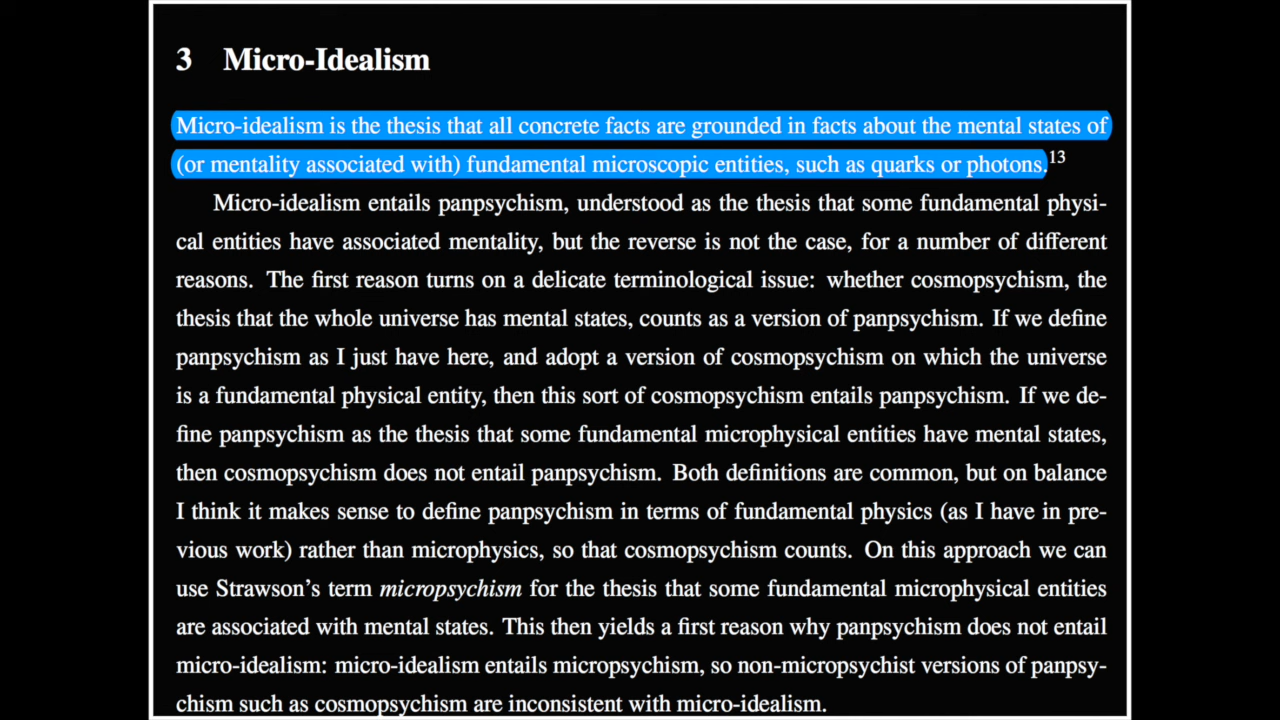 3 Micro-Idealism
Micro-idealism is the thesis that all concrete facts are grounded in facts about the mental states of
(or mentality associated with) fundamental microscopic entities, such as quarks or photons.13
Micro-idealism entails panpsychism, understood as the thesis that some fundamental physi-
cal entities have associated mentality, but the reverse is not the case, for a number of different
reasons. The first reason turns on a delicate terminological issue: whether cosmopsychism, the
thesis that the whole universe has mental states, counts as a version of panpsychism. If we define
panpsychism as I just have here, and adopt a version of cosmopsychism on which the universe
is a fundamental physical entity, then this sort of cosmopsychism entails panpsychism. If we de-
fine panpsychism as the thesis that some fundamental microphysical entities have mental states,
then cosmopsychism does not entail panpsychism. Both definitions are common, but on balance
I think it makes sense to define panpsychism in terms of fundamental physics (as I have in pre-
vious work) rather than microphysics, so that cosmopsychism counts. On this approach we can
use Strawson's term micropsychism for the thesis that some fundamental microphysical entities
are associated with mental states. This then yields a first reason why panpsychism does not entail
micro-idealism: micro-idealism entails micropsychism, so non-micropsychist versions of panpsy-
chism such as cosmopsychism are inconsistent with micro-idealism.